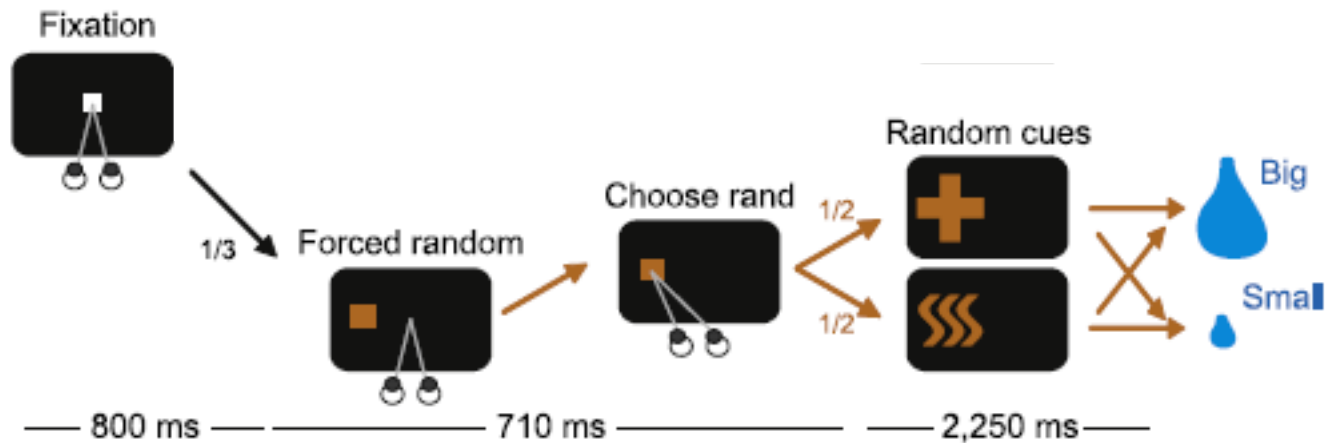 Fixation
1/3
Forced random
Choose rand
1/2
1/2
Random cues
Big
Small
800 ms
710 ms
2,250 ms